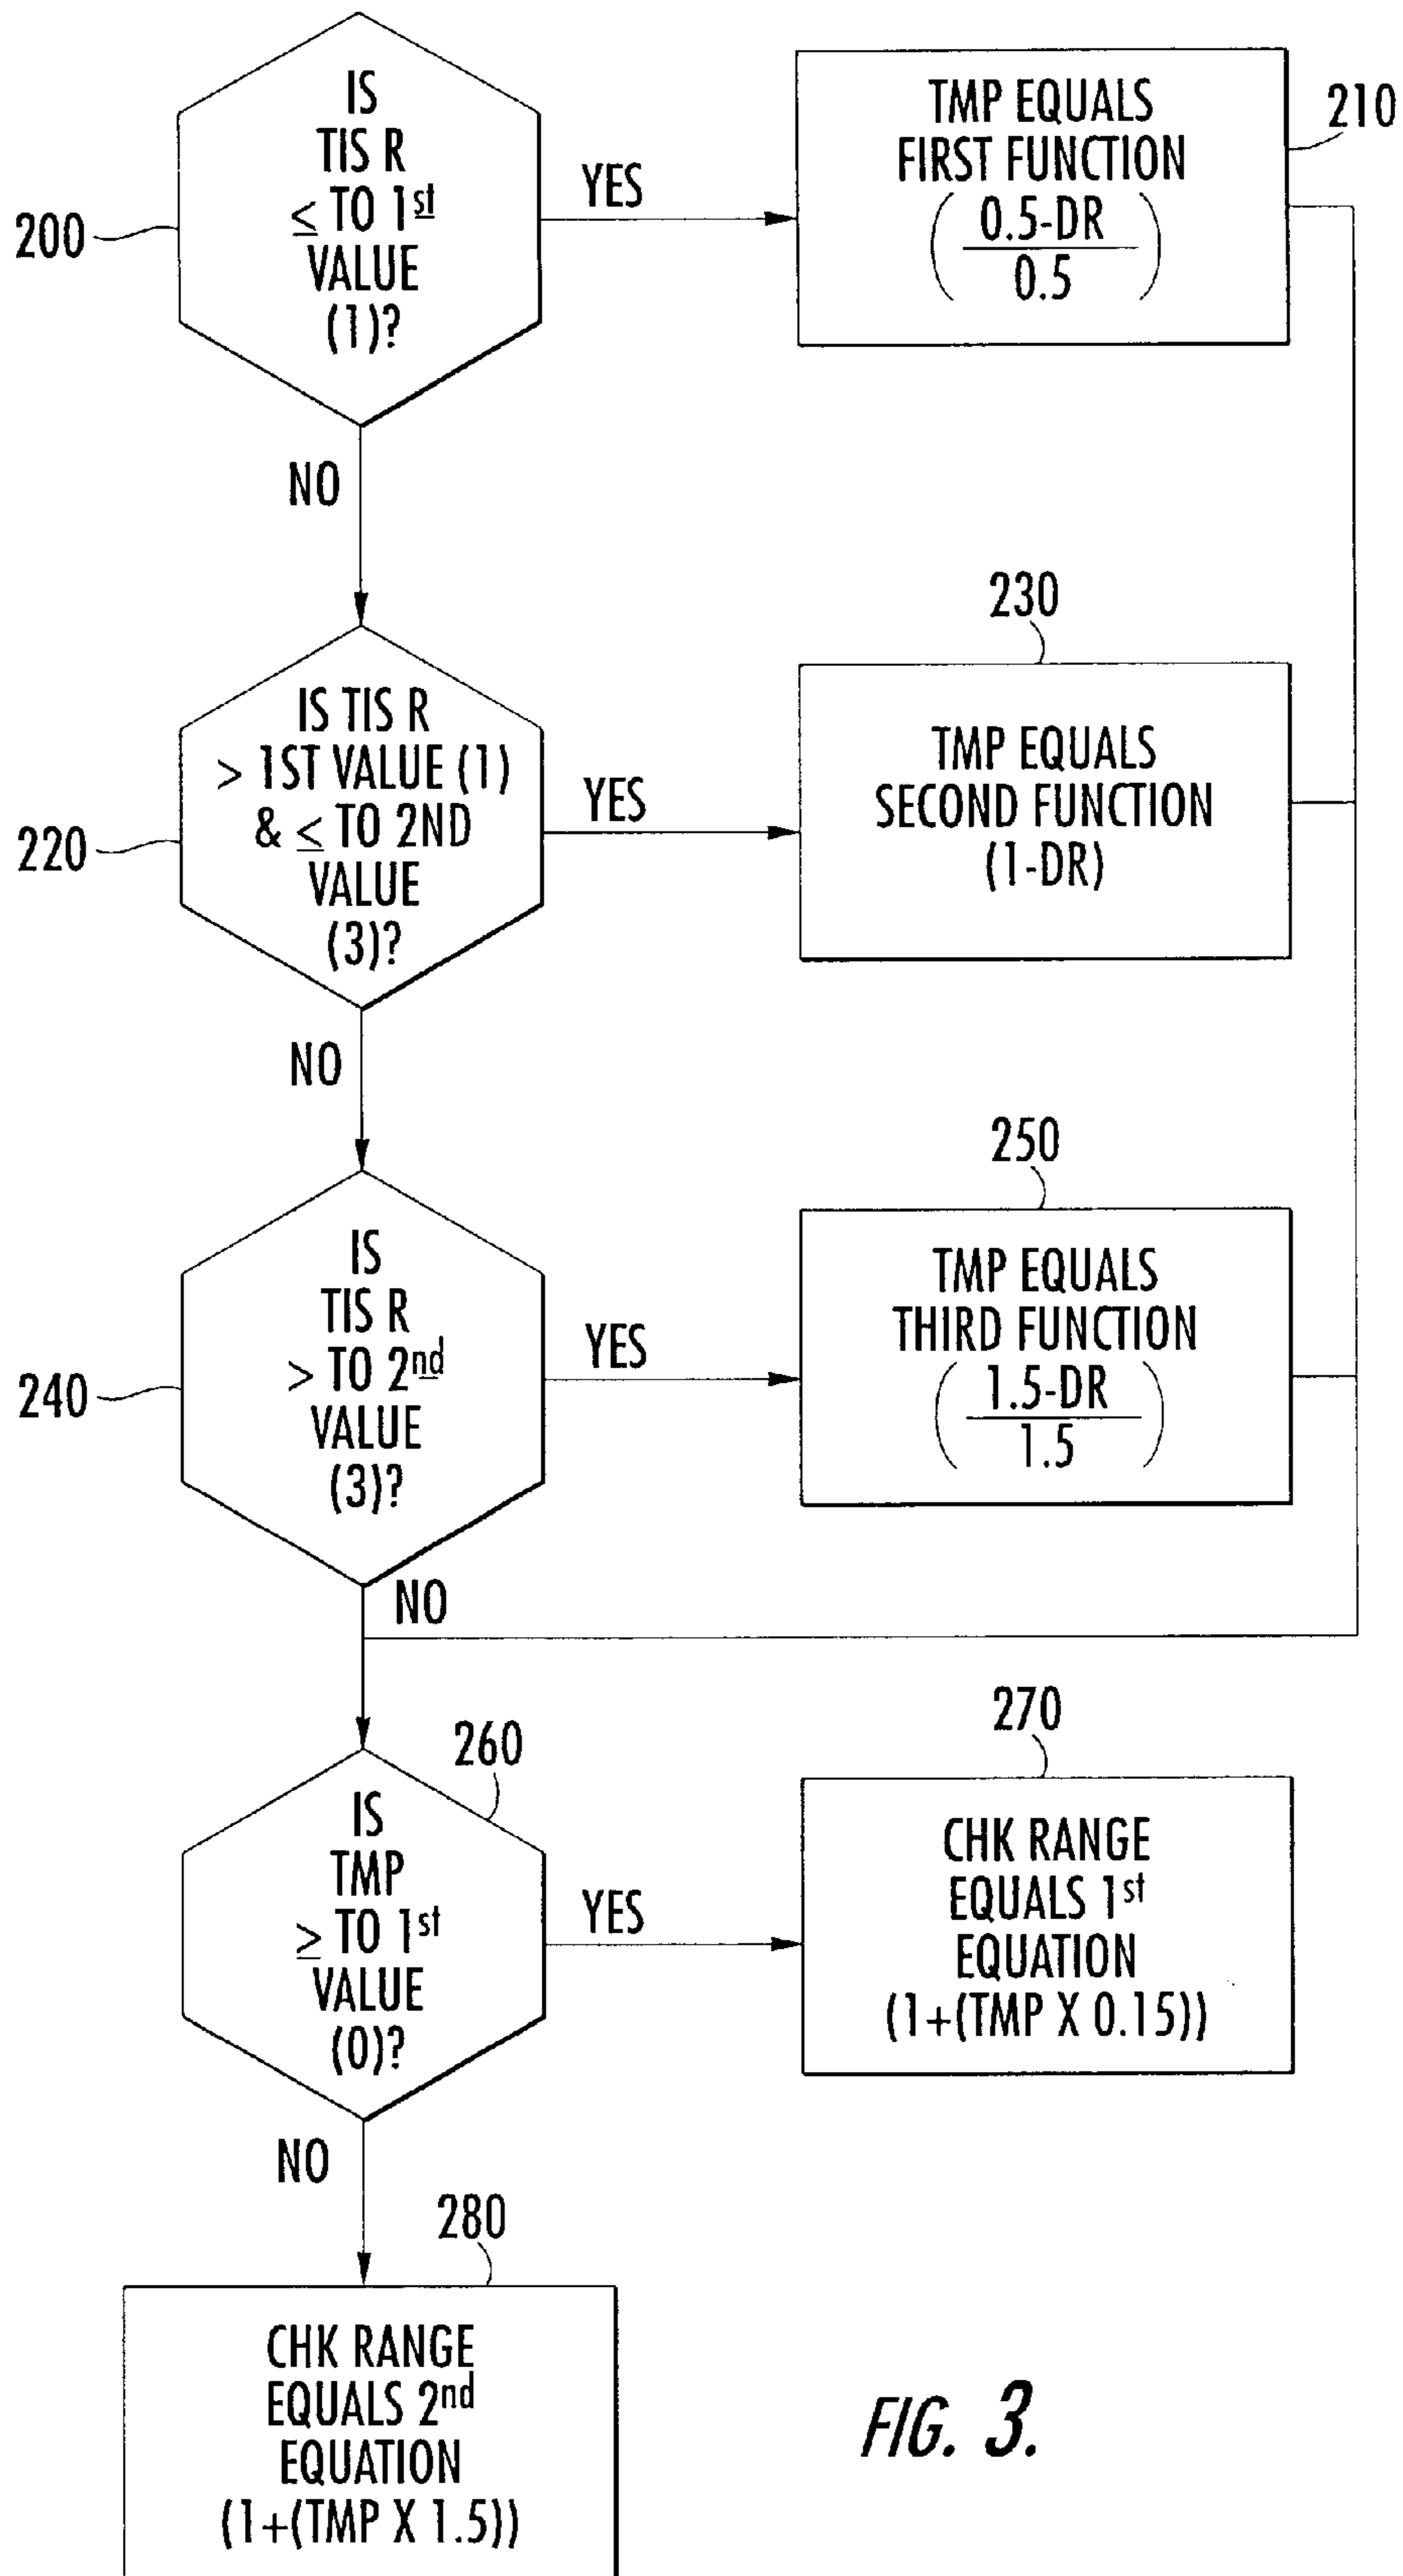 IS
TIS R
≤ TO 1st
VALUE
(1)?
200
YES
TMP EQUALS
FIRST FUNCTION
(0.5-DR
0.5)
210
NO
IS TIS R
> 1ST VALUE (1)
& ≤ TO 2ND
VALUE
(3)?
220
YES
230
TMP EQUALS
SECOND FUNCTION
(1-DR)
NO
IS
TIS R
> TO 2nd
VALUE
(3)?
240
YES
250
TMP EQUALS
THIRD FUNCTION
(1.5-DR
1.5)
NO
260
IS
TMP
≥ TO 1st
VALUE
(0)?
YES
270
CHK RANGE
EQUALS 1st
EQUATION
(1+(TMP X 0.15))
NO
280
CHK RANGE
EQUALS 2nd
EQUATION
(1+(TMP X 1.5))
FIG. 3.